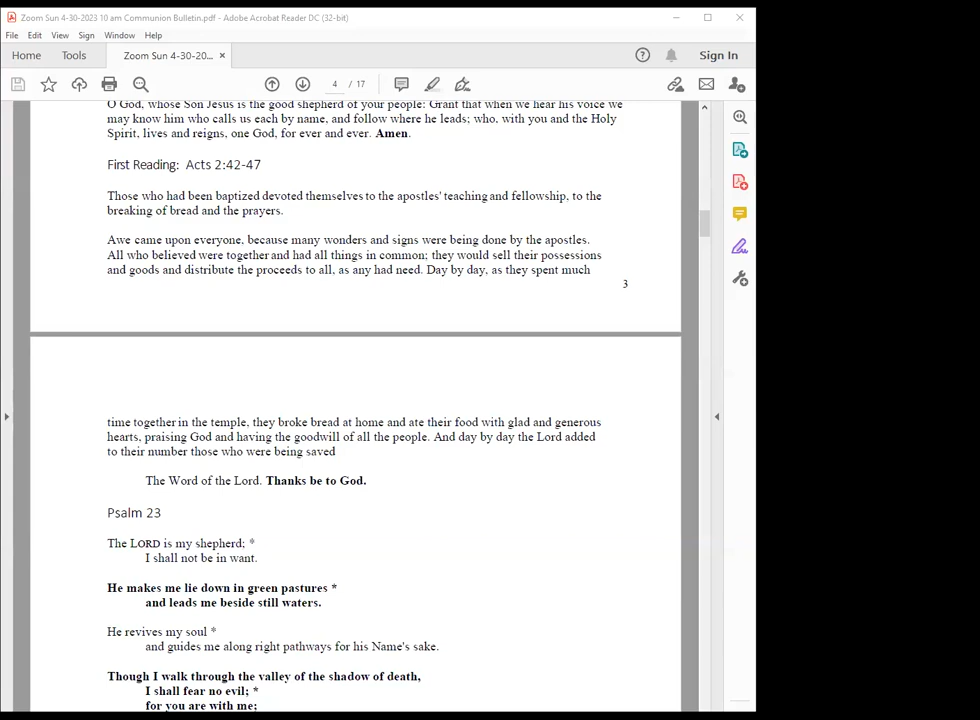 Zoom Sun 4-30-2023 10 am Communion Bulletin.pdf - Adobe Acrobat Reader DC (32-bit)
File Edit View Sign Window Help
Home Tools Zoom Sun 4-30-20... × Sign In
4 / 17
O God, whose Son Jesus is the good shepherd of your people: Grant that when we hear his voice we
may know him who calls us each by name, and follow where he leads; who, with you and the Holy
Spirit, lives and reigns, one God, for ever and ever. Amen.
First Reading: Acts 2:42-47
Those who had been baptized devoted themselves to the apostles' teaching and fellowship, to the
breaking of bread and the prayers.
Awe came upon everyone, because many wonders and signs were being done by the apostles.
All who believed were together and had all things in common; they would sell their possessions
and goods and distribute the proceeds to all, as any had need. Day by day, as they spent much
3
time together in the temple, they broke bread at home and ate their food with glad and generous
hearts, praising God and having the goodwill of all the people. And day by day the Lord added
to their number those who were being saved
The Word of the Lord. Thanks be to God.
Psalm 23
The LORD is my shepherd; *
I shall not be in want.
He makes me lie down in green pastures *
and leads me beside still waters.
He revives my soul *
and guides me along right pathways for his Name's sake.
Though I walk through the valley of the shadow of death,
I shall fear no evil; *
for you are with me;